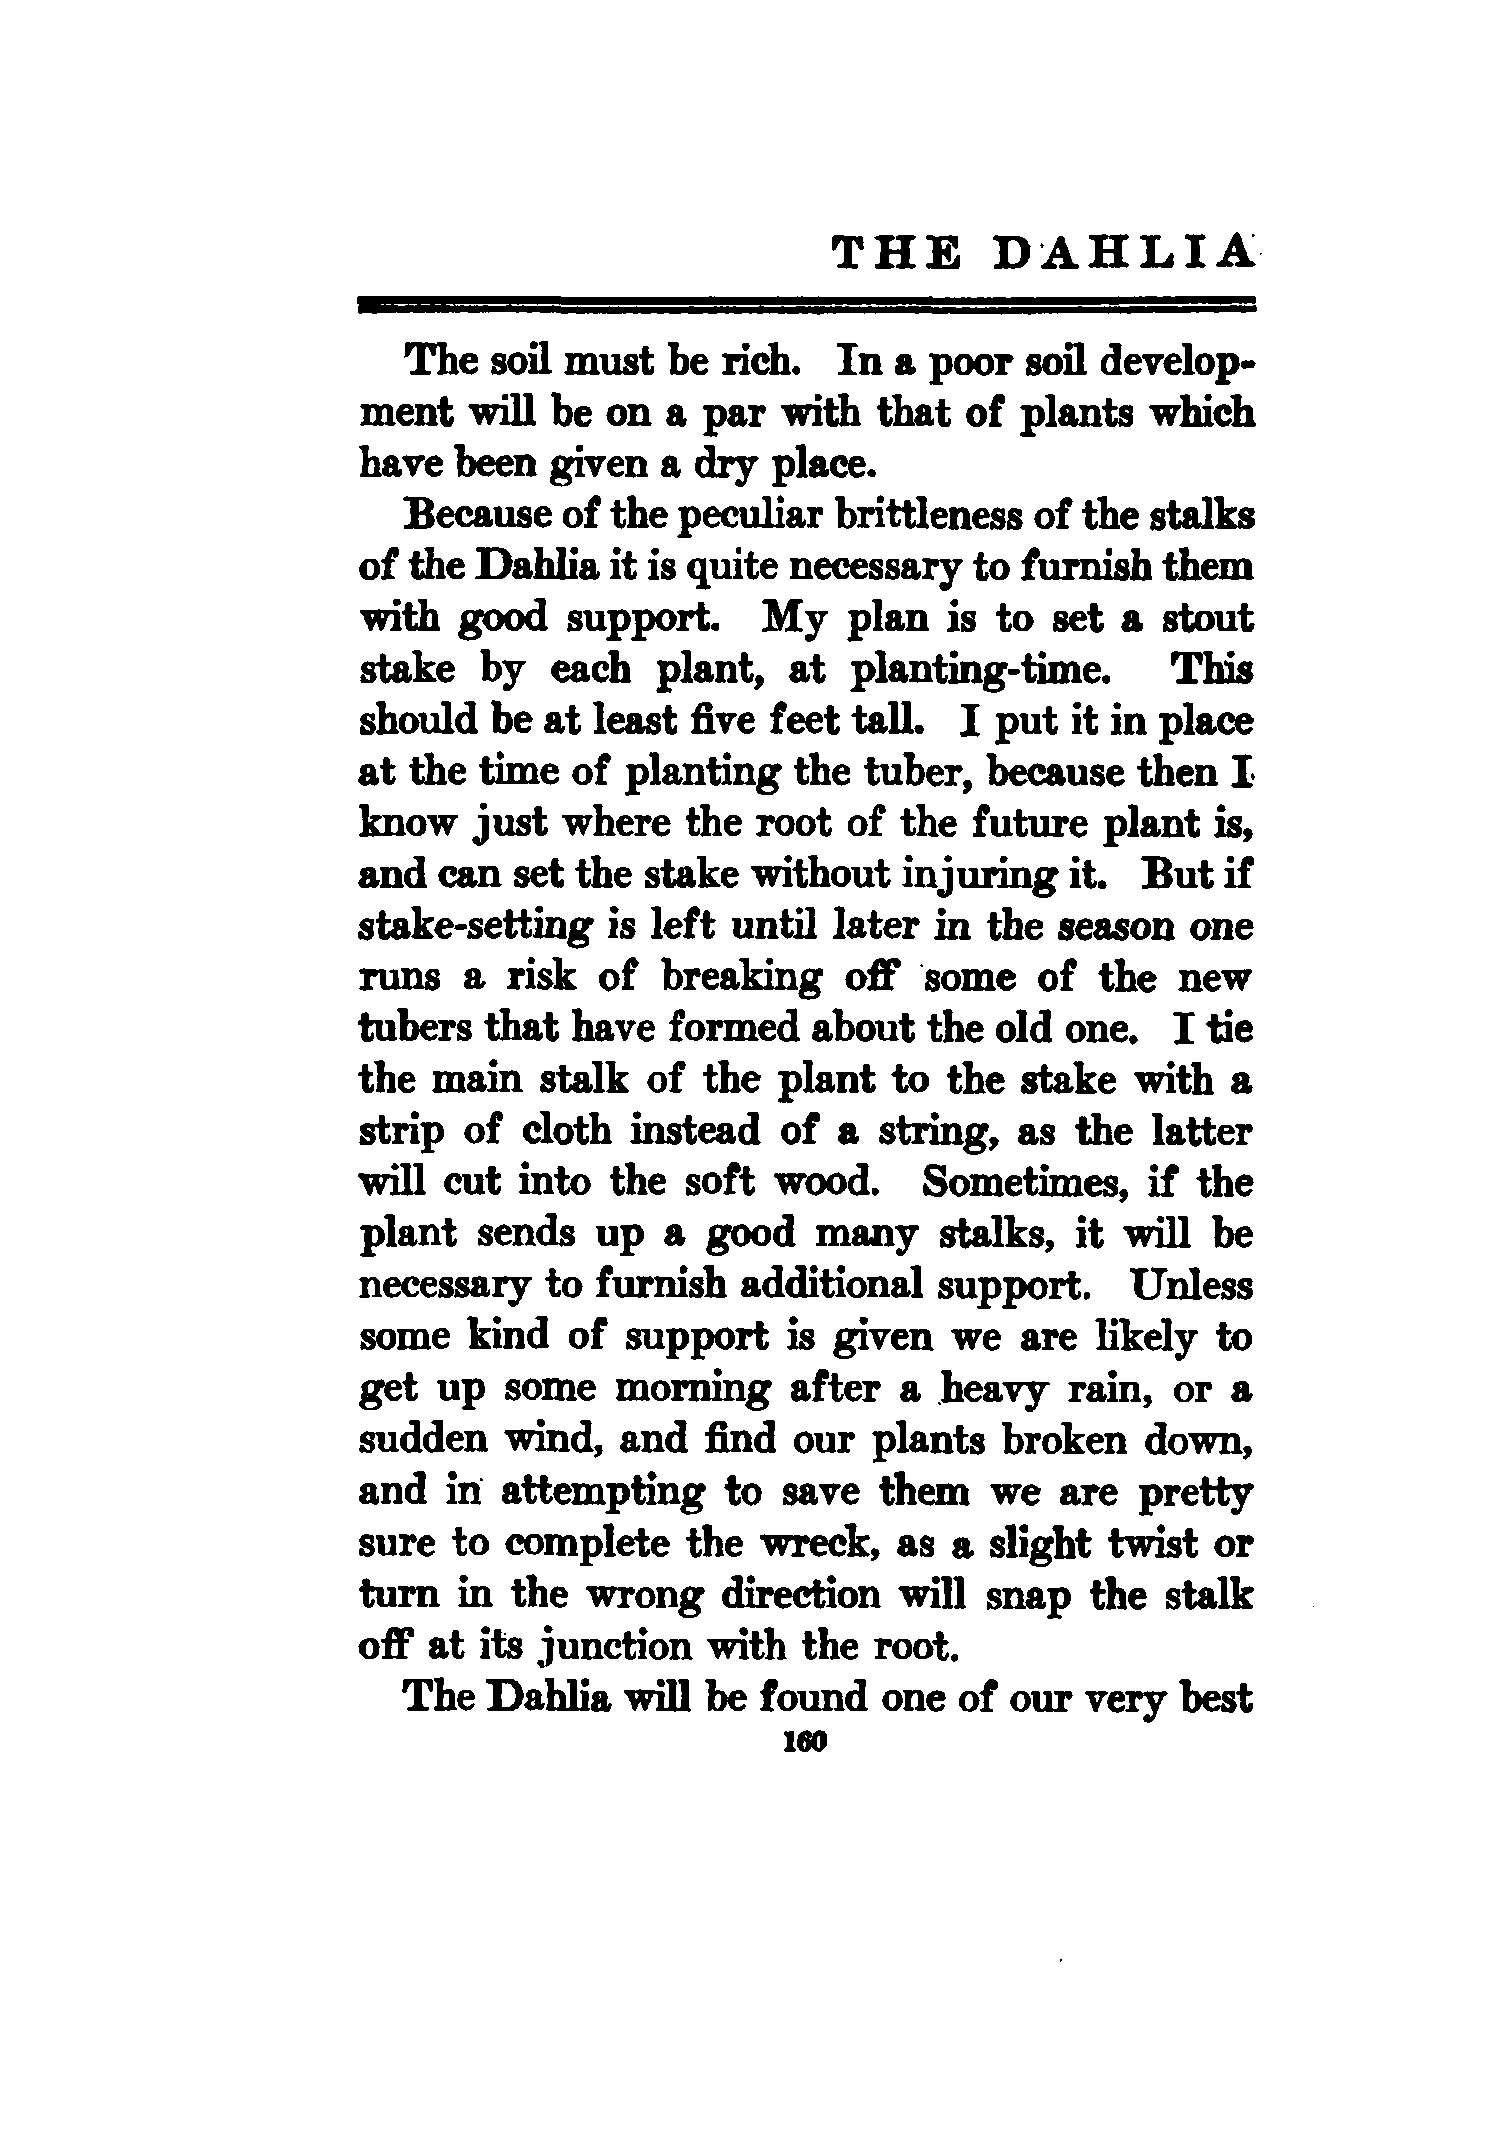 THE DAHLIA
The soil must be rich. In a poor soil develop-
ment will be on a par with that of plants which
have been given a dry place.
Because of the peculiar brittleness of the stalks
of the Dahlia it is quite necessary to furnish them
with good support. My plan is to set a stout
stake by each plant, at planting-time. This
should be at least five feet tall. I put it in place
at the time of planting the tuber, because then I
know just where the root of the future plant is,
and can set the stake without injuring it. But if
stake-setting is left until later in the season one
runs a risk of breaking off some of the new
tubers that have formed about the old one. I tie
the main stalk of the plant to the stake with a
strip of cloth instead of a string, as the latter
will cut into the soft wood. Sometimes, if the
plant sends up a good many stalks, it will be
necessary to furnish additional support. Unless
some kind of support is given we are likely to
get up some morning after a heavy rain, or a
sudden wind, and find our plants broken down,
and in attempting to save them we are pretty
sure to complete the wreck, as a slight twist or
turn in the wrong direction will snap the stalk
off at its junction with the root.
The Dahlia will be found one of our very best
160